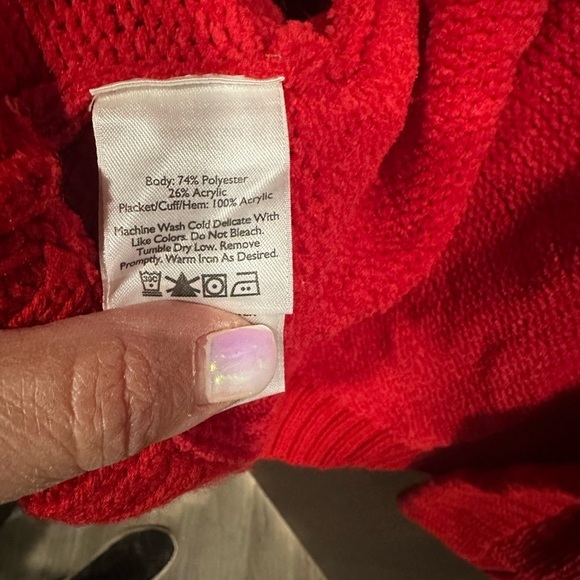 Body: 74% Polyester
26% Acrylic
Placket/Cuff/Hem: 100% Acrylic
Machine Wash Cold Delicate With
Like Colors. Do Not Bleach.
Tumble Dry Low. Remove
Promptly. Warm Iron As Desired.
30C